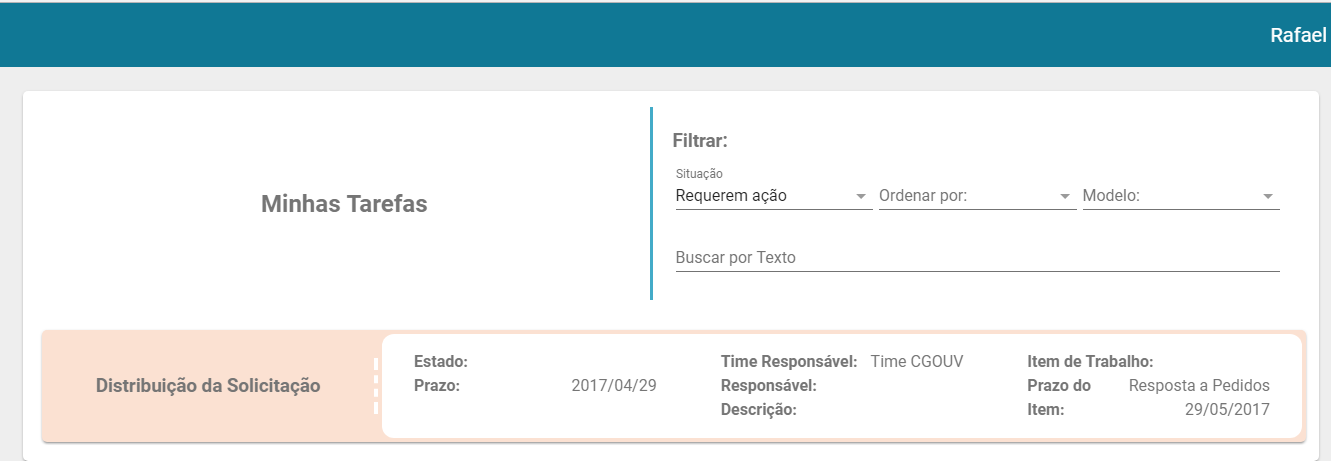 Rafael
Minhas Tarefas
Filtrar:
Situação
Requerem ação
Ordenar por:
Modelo:
Buscar por Texto
Distribuição da Solicitação
Estado:
Prazo: 2017/04/29
Time Responsável: Time CGOUV
Responsável:
Descrição:
Item de Trabalho:
Prazo do Resposta a Pedidos
Item: 29/05/2017